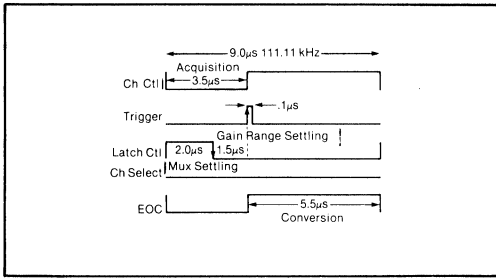 9.0µs 111.11 kHz
Acquisition
Ch Ctl 3.5µs
.1µs
Trigger
Gain Range Settling
Latch Ctl 2.0µs 1.5µs
Ch Select Mux Settling
EOC 5.5µs
Conversion